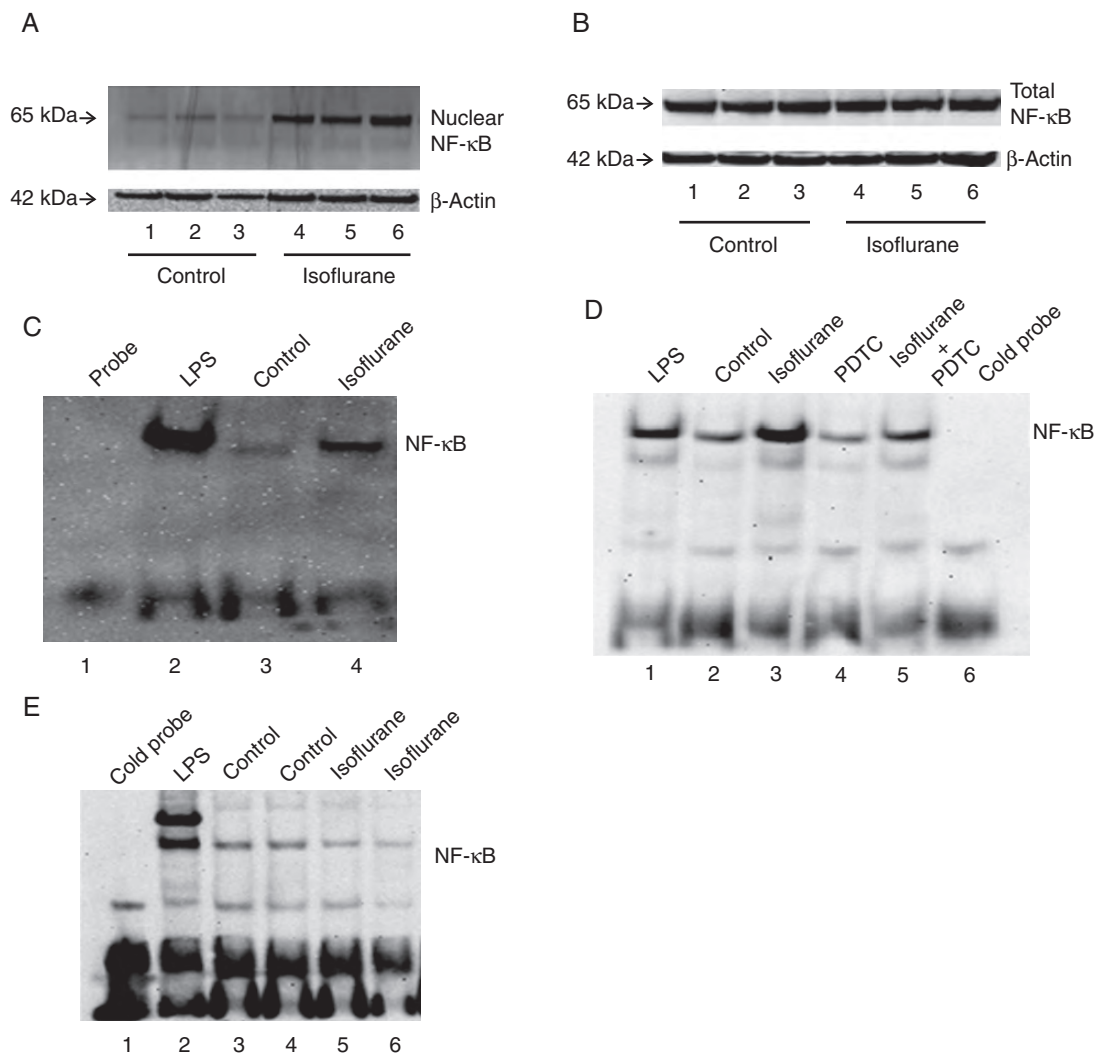 A
65 kDa→
Nuclear
NF-κB
42 kDa→
β-Actin
1 2 3 4 5 6
Control
Isoflurane
B
65 kDa→
Total
NF-κB
42 kDa→
β-Actin
1 2 3 4 5 6
Control
Isoflurane
C
Probe
LPS
Control
Isoflurane
NF-κB
1 2 3 4
D
LPS
Control
Isoflurane
PDTC
Isoflurane
+
PDTC
Cold probe
NF-κB
1 2 3 4 5 6
E
Cold probe
LPS
Control
Control
Isoflurane
Isoflurane
NF-κB
1 2 3 4 5 6